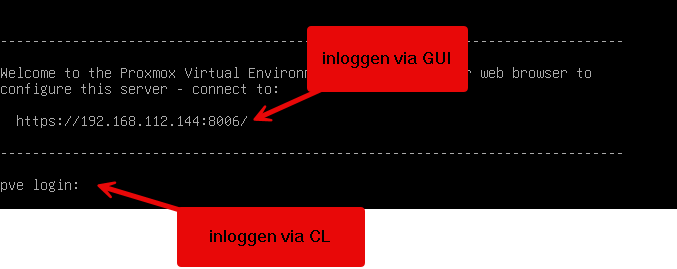 --------------------------------------------------------------------------------
inloggen via GUI
Welcome to the Proxmox Virtual web browser to
configure this server - connect to:
https://192.168.112.144:8006/
--------------------------------------------------------------------------------
pve login:
inloggen via CL